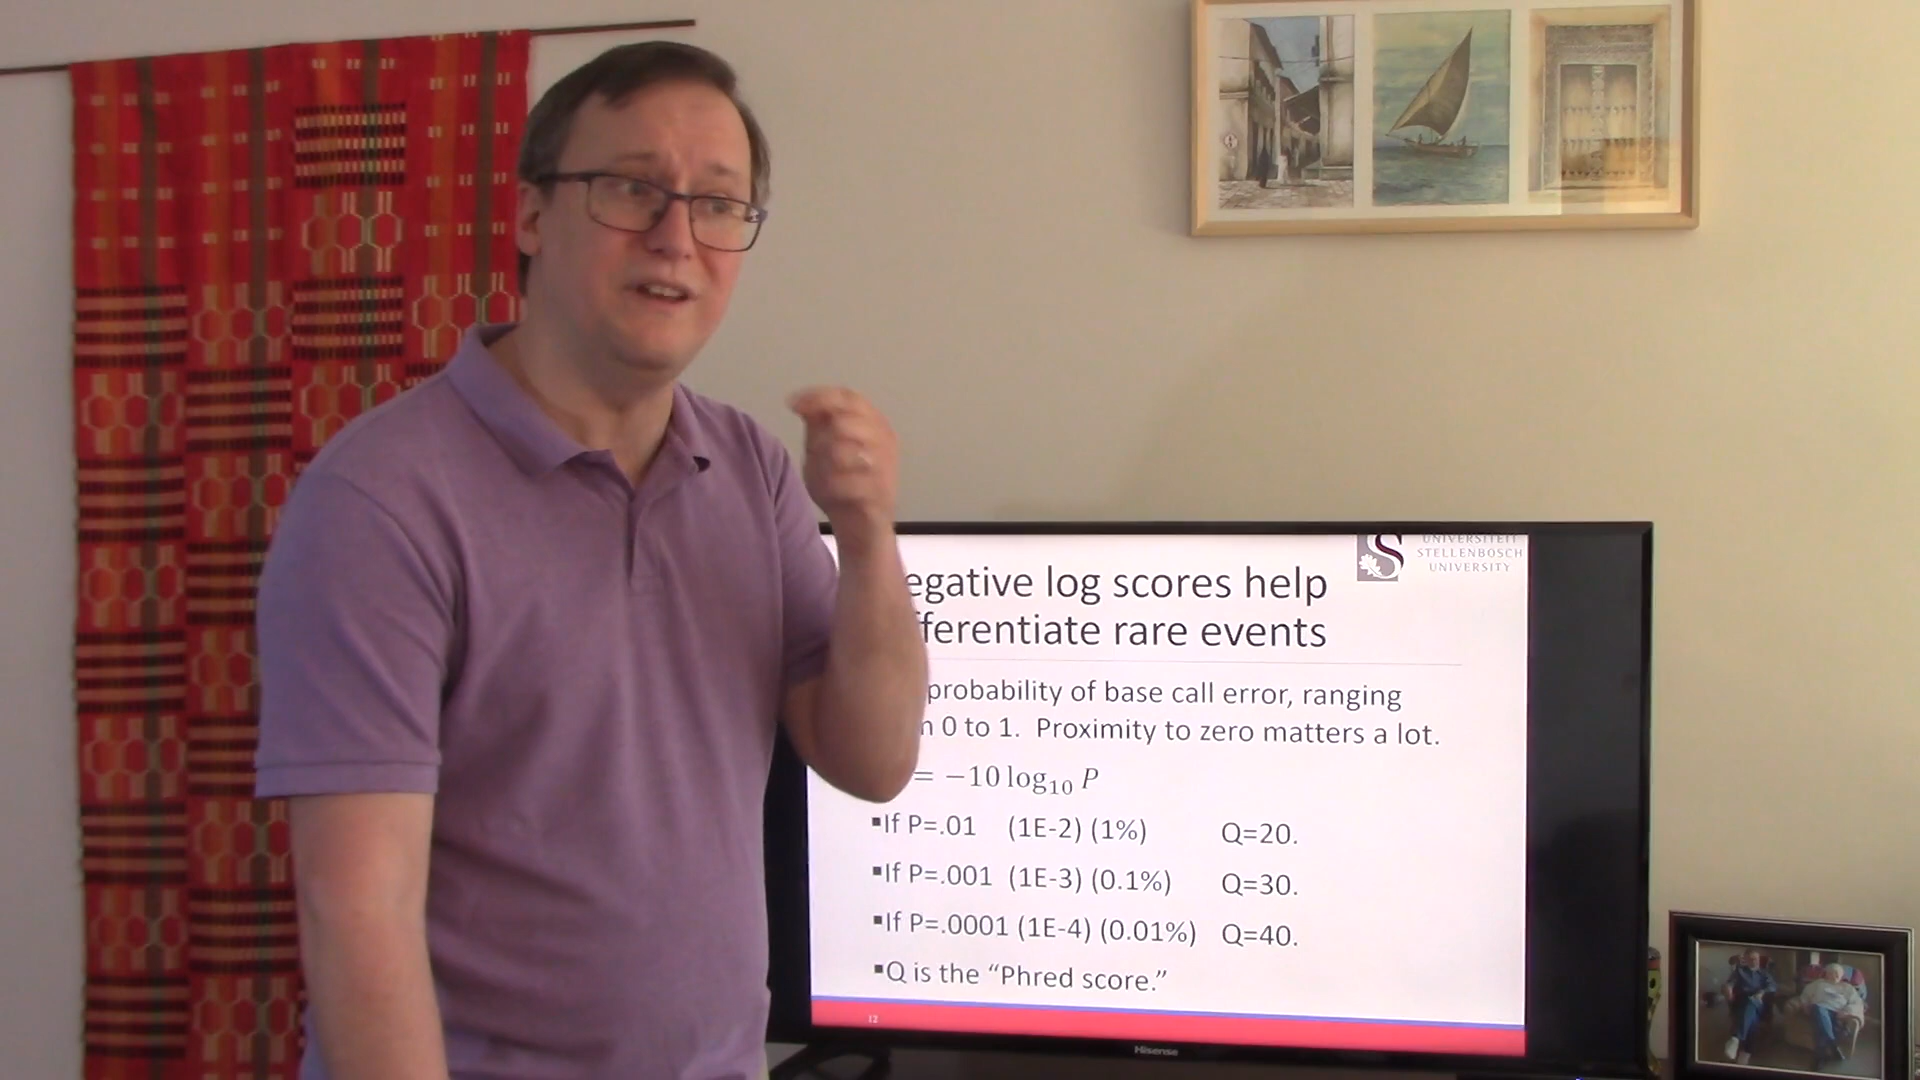 UNIVERSITEIT
STELLENBOSCH
UNIVERSITY
egative log scores help
fferentiate rare events
probability of base call error, ranging
0 to 1. Proximity to zero matters a lot.
= −10 log₁₀ P
▪If P=.01 (1E-2) (1%) Q=20.
▪If P=.001 (1E-3) (0.1%) Q=30.
▪If P=.0001 (1E-4) (0.01%) Q=40.
▪Q is the “Phred score.”
12
Hisense